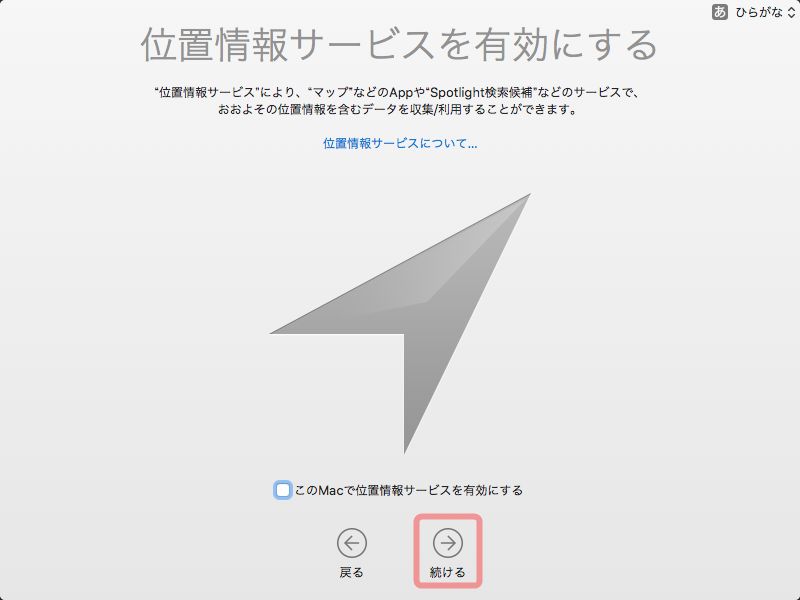 あ ひらがな
位置情報サービスを有効にする
“位置情報サービス”により、“マップ”などのAppや“Spotlight検索候補”などのサービスで、
おおよその位置情報を含むデータを収集/利用することができます。
位置情報サービスについて...
このMacで位置情報サービスを有効にする
戻る 続ける